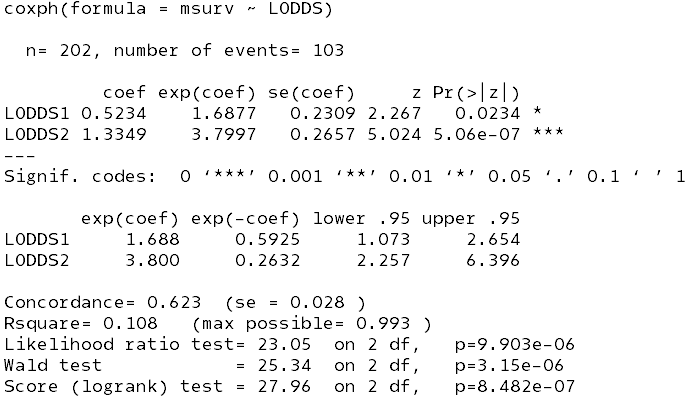 coxph(formula = msurv ~ LODDS)
n= 202, number of events= 103
coef exp(coef) se(coef) z Pr(>|z|)
LODDS1 0.5234 1.6877 0.2309 2.267 0.0234 *
LODDS2 1.3349 3.7997 0.2657 5.024 5.06e-07 ***
---
Signif. codes: 0 ‘***’ 0.001 ‘**’ 0.01 ‘*’ 0.05 ‘.’ 0.1 ‘ ’ 1
exp(coef) exp(-coef) lower .95 upper .95
LODDS1 1.688 0.5925 1.073 2.654
LODDS2 3.800 0.2632 2.257 6.396
Concordance= 0.623 (se = 0.028 )
Rsquare= 0.108 (max possible= 0.993 )
Likelihood ratio test= 23.05 on 2 df, p=9.903e-06
Wald test = 25.34 on 2 df, p=3.15e-06
Score (logrank) test = 27.96 on 2 df, p=8.482e-07